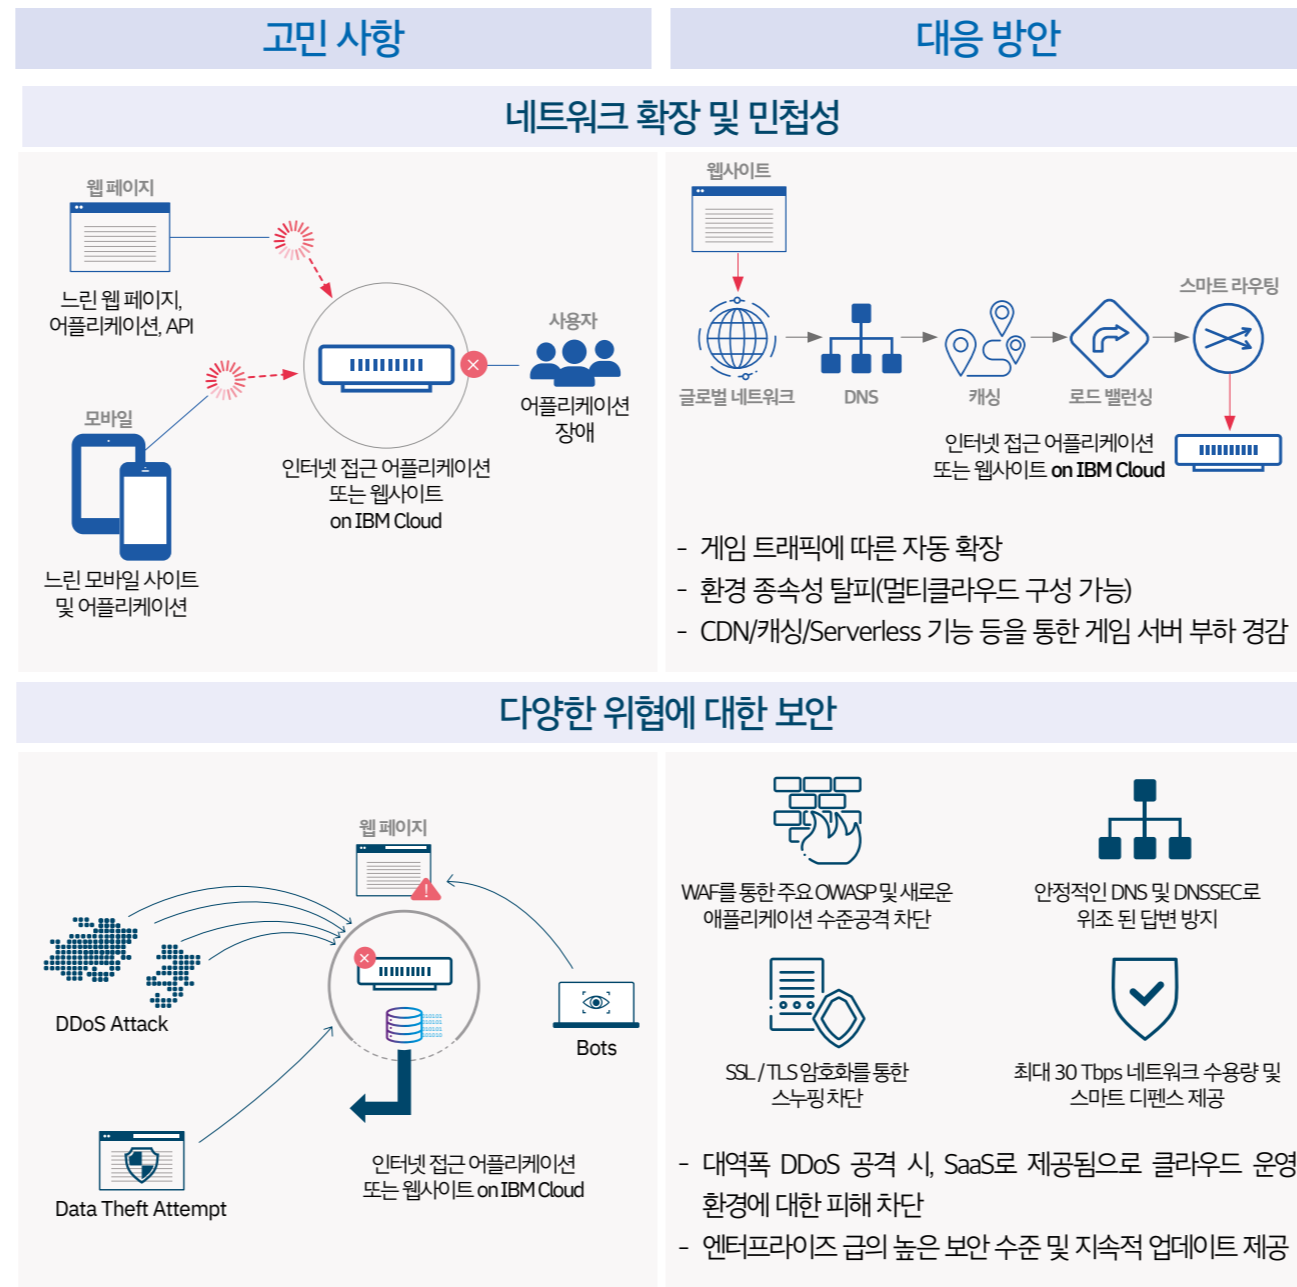 고민 사항
대응 방안
네트워크 확장 및 민첩성
웹 페이지
느린 웹 페이지,
어플리케이션, API
모바일
느린 모바일 사이트
및 어플리케이션
인터넷 접근 어플리케이션
또는 웹사이트
on IBM Cloud
사용자
어플리케이션
장애
웹사이트
글로벌 네트워크
DNS
캐싱
로드 밸런싱
스마트 라우팅
인터넷 접근 어플리케이션
또는 웹사이트 on IBM Cloud
- 게임 트래픽에 따른 자동 확장
- 환경 종속성 탈피(멀티클라우드 구성 가능)
- CDN/캐싱/Serverless 기능 등을 통한 게임 서버 부하 경감
다양한 위협에 대한 보안
웹 페이지
DDoS Attack
Bots
Data Theft Attempt
인터넷 접근 어플리케이션
또는 웹사이트 on IBM Cloud
WAF를 통한 주요 OWASP 및 새로운
애플리케이션 수준공격 차단
안정적인 DNS 및 DNSSEC로
위조 된 답변 방지
SSL / TLS 암호화를 통한
스누핑 차단
최대 30 Tbps 네트워크 수용량 및
스마트 디펜스 제공
- 대역폭 DDoS 공격 시, SaaS로 제공됨으로 클라우드 운영
환경에 대한 피해 차단
- 엔터프라이즈 급의 높은 보안 수준 및 지속적 업데이트 제공